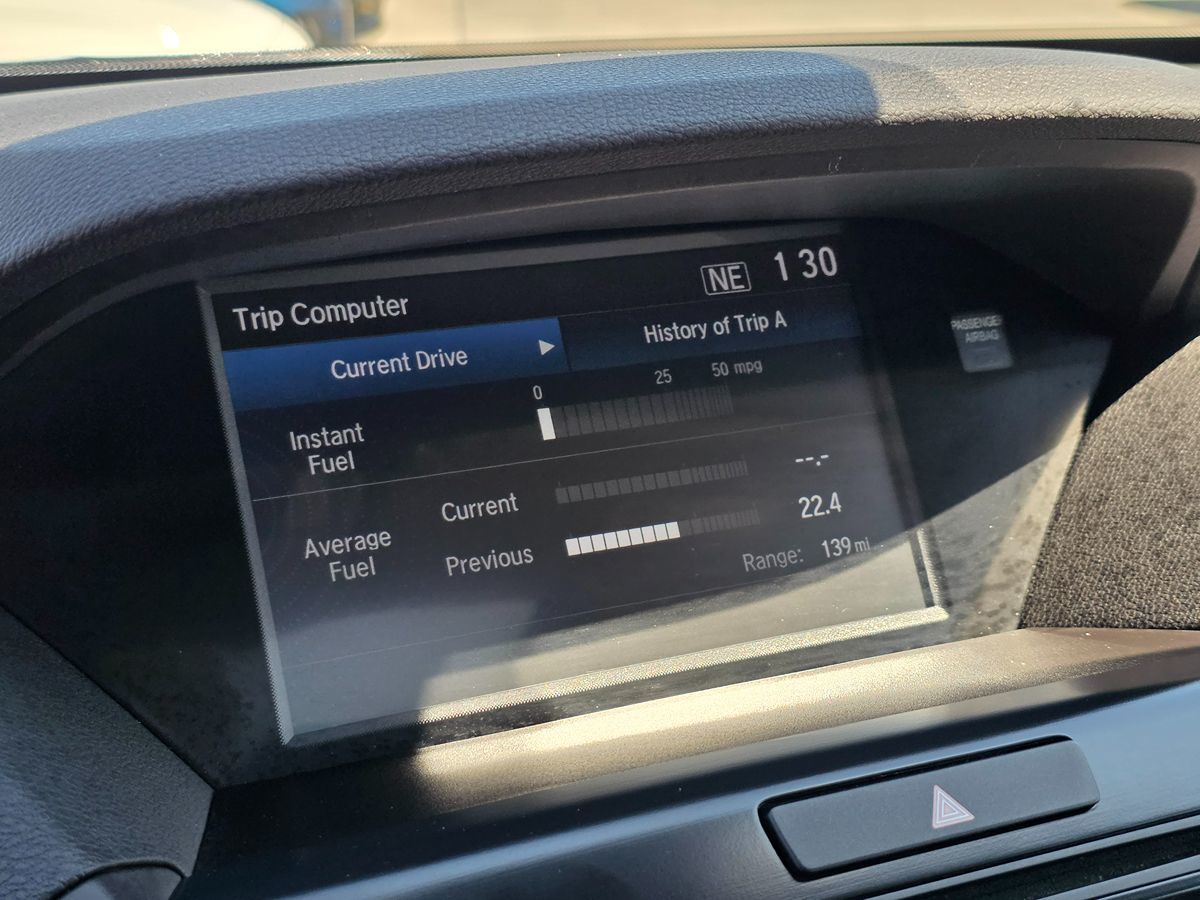 Trip Computer NE 1 30
Current Drive History of Trip A
0 25 50 mpg
Instant
Fuel
Current --.-
Average
Fuel
Previous 22.4
Range: 139 mi
PASSENGER
AIRBAG